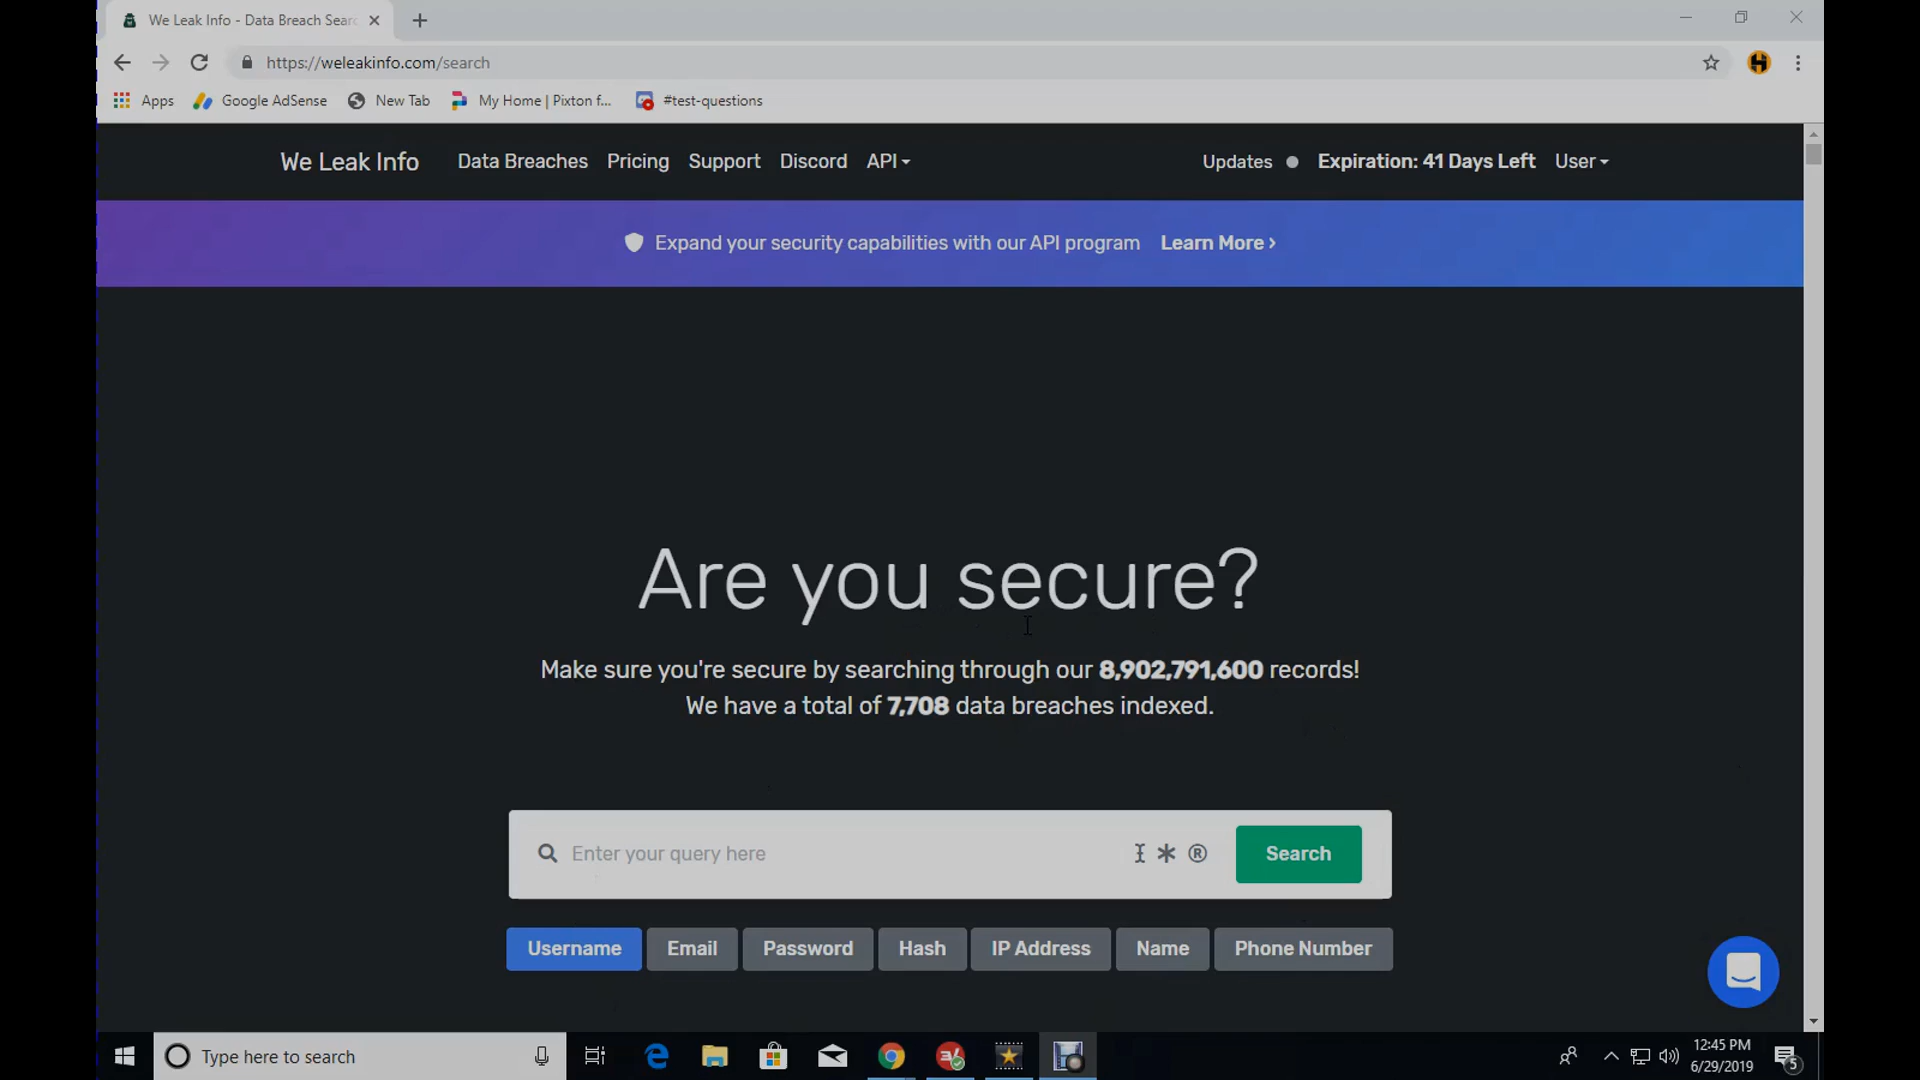 We Leak Info - Data Breach Searc
https://weleakinfo.com/search
Apps Google AdSense New Tab My Home | Pixton f... #test-questions
We Leak Info Data Breaches Pricing Support Discord API Updates Expiration: 41 Days Left User
Expand your security capabilities with our API program Learn More ›
Are you secure?
Make sure you're secure by searching through our 8,902,791,600 records!
We have a total of 7,708 data breaches indexed.
Enter your query here * ® Search
Username Email Password Hash IP Address Name Phone Number
Type here to search
12:45 PM
6/29/2019
5